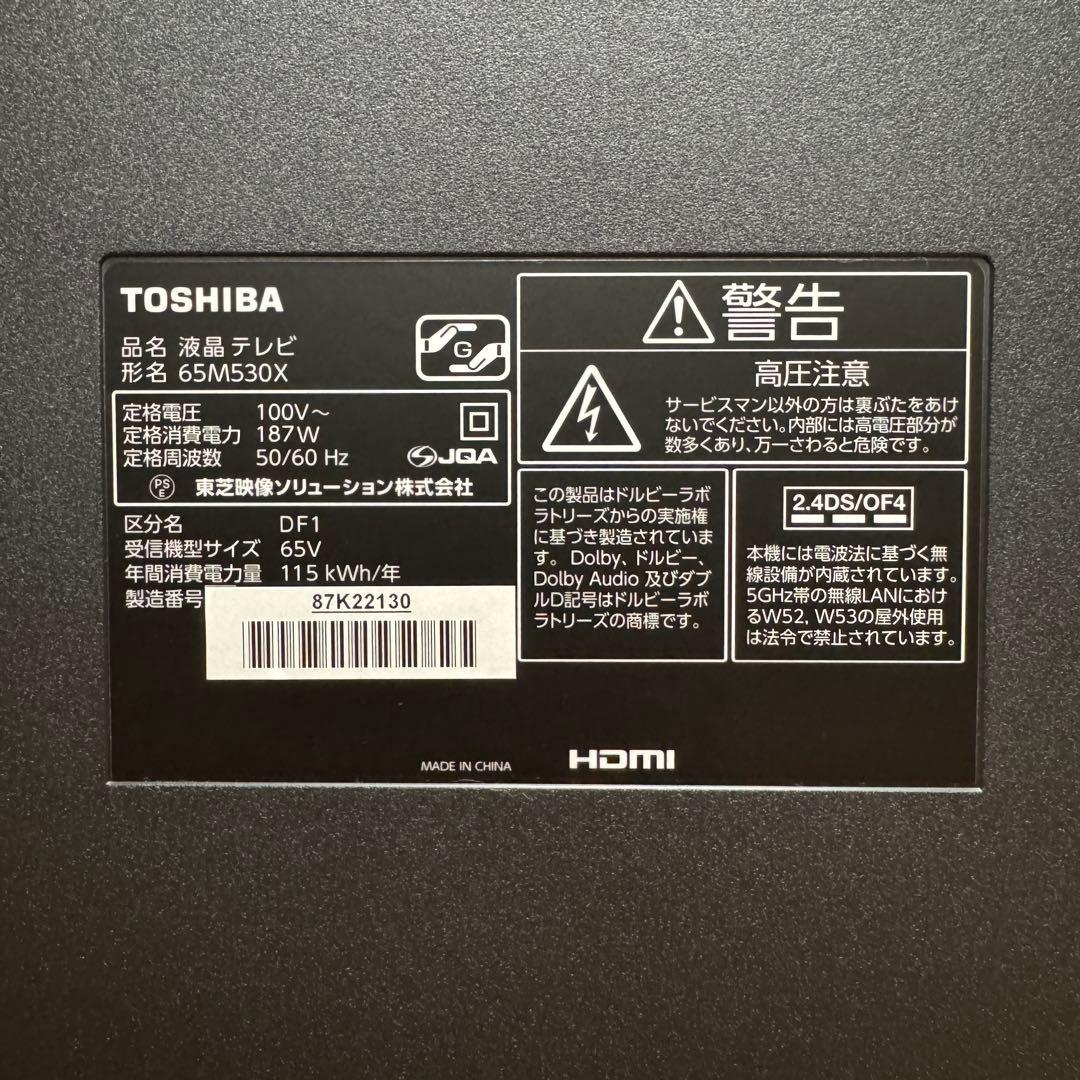 TOSHIBA
品名 液晶テレビ
形名 65M530X
G
定格電圧 100V～
定格消費電力 187W
定格周波数 50/60 Hz
JQA
PS
E
東芝映像ソリューション株式会社
区分名 DF1
受信機型サイズ 65V
年間消費電力量 115 kWh/年
製造番号
87K22130
警告
高圧注意
サービスマン以外の方は裏ぶたをあけ
ないでください。内部には高電圧部分が
数多くあり、万一さわると危険です。
この製品はドルビーラボ
ラトリーズからの実施権
に基づき製造されていま
す。Dolby、ドルビー、
Dolby Audio 及びダブ
ルD記号はドルビーラボ
ラトリーズの商標です。
2.4DS/OF4
本機には電波法に基づく無
線設備が内蔵されています。
5GHz帯の無線LANにおけ
るW52, W53の屋外使用
は法令で禁止されています。
MADE IN CHINA
HDMI